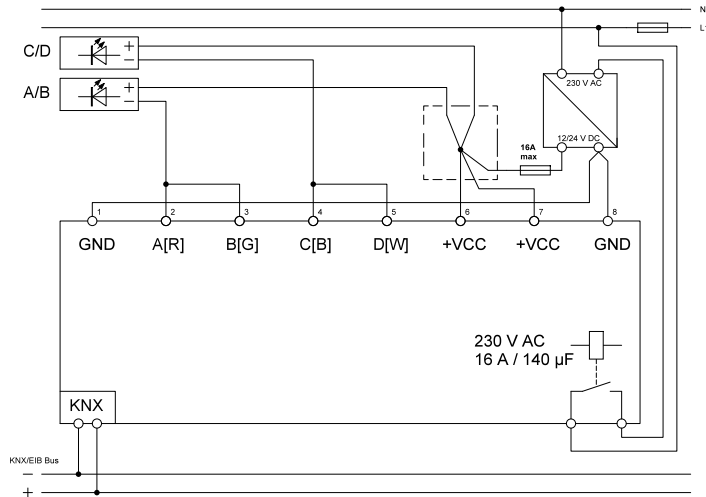 N
L1
C/D + −
A/B + −
230 V AC
12/24 V DC
16A
max
1 2 3 4 5 6 7 8
GND A[R] B[G] C[B] D[W] +VCC +VCC GND
230 V AC
16 A / 140 µF
KNX
KNX/EIB Bus
−
+